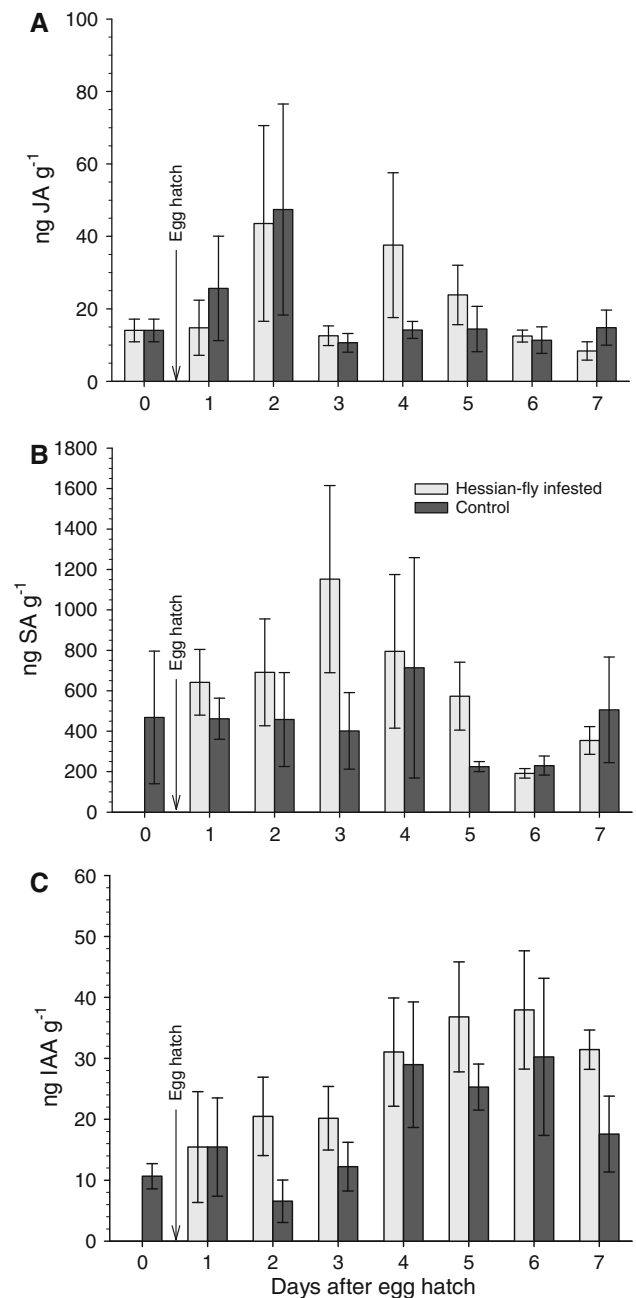 A
100
80
60
40
20
0
ng JA g-1
Egg hatch
0 1 2 3 4 5 6 7
B
1800
1600
1400
1200
1000
800
600
400
200
0
ng SA g-1
Hessian-fly infested
Control
Egg hatch
0 1 2 3 4 5 6 7
C
60
50
40
30
20
10
0
ng IAA g-1
Egg hatch
0 1 2 3 4 5 6 7
Days after egg hatch